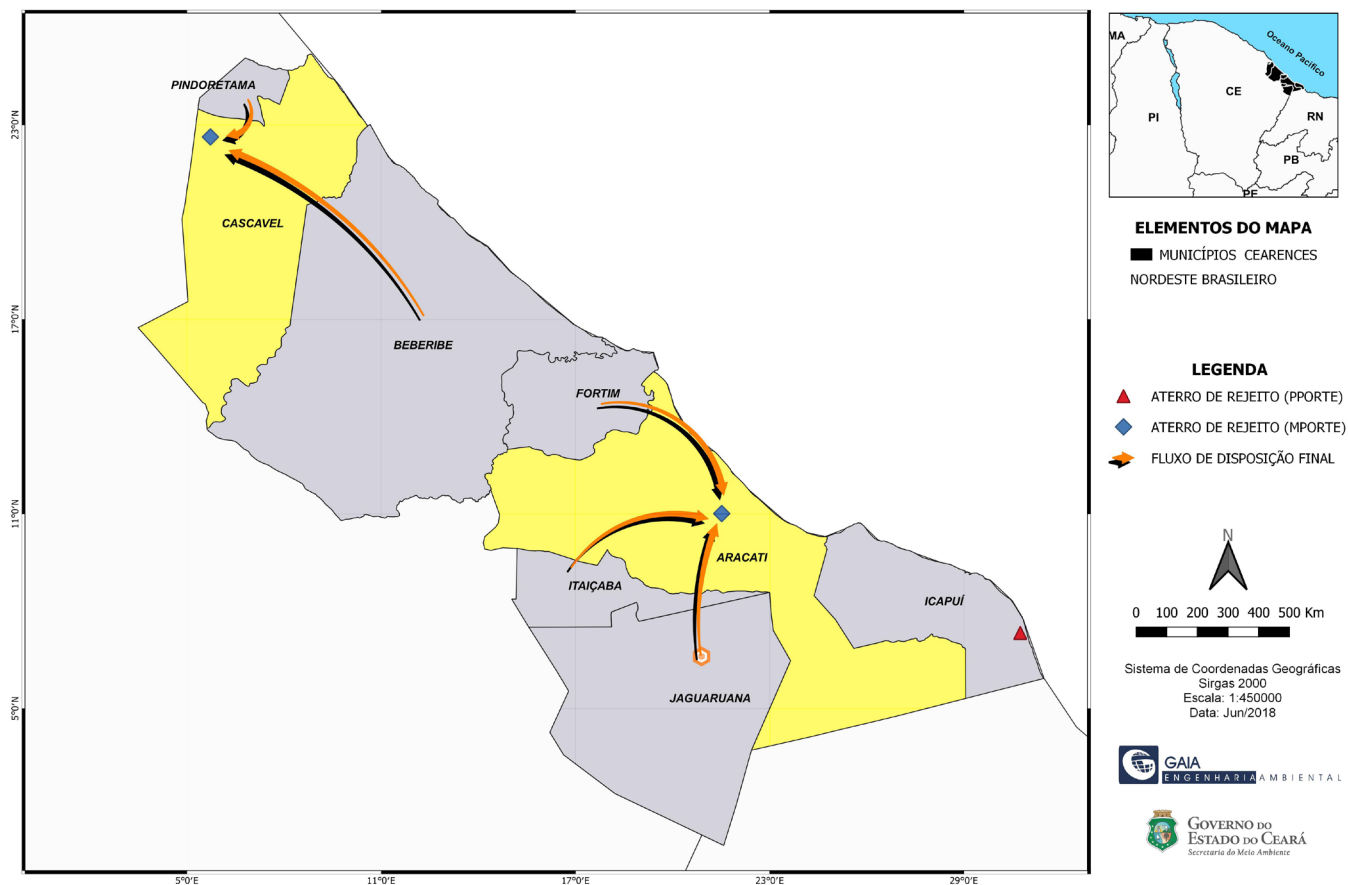 PINDORETAMA
CASCAVEL
BEBERIBE
FORTIM
ARACATI
ITAIÇABA
ICAPUÍ
JAGUARUANA
23°0'N
17°0'N
11°0'N
5°0'N
5°0'E
11°0'E
17°0'E
23°0'E
29°0'E
MA
Oceano Pacífico
CE
PI
RN
PB
PE
ELEMENTOS DO MAPA
MUNICÍPIOS CEARENCES
NORDESTE BRASILEIRO
LEGENDA
ATERRO DE REJEITO (PPORTE)
ATERRO DE REJEITO (MPORTE)
FLUXO DE DISPOSIÇÃO FINAL
N
0 100 200 300 400 500 Km
Sistema de Coordenadas Geográficas
Sirgas 2000
Escala: 1:450000
Data: Jun/2018
GAIA
ENGENHARIA AMBIENTAL
GOVERNO DO
ESTADO DO CEARÁ
Secretaria do Meio Ambiente